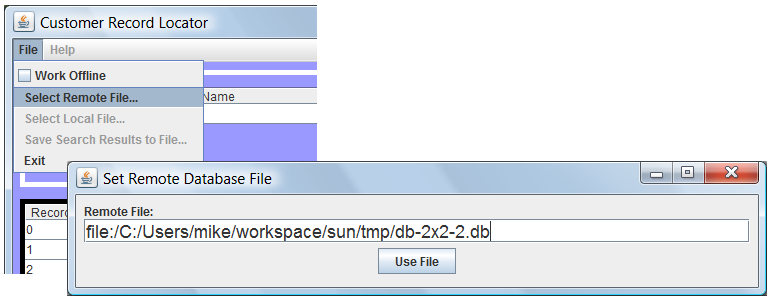 Customer Record Locator
File Help
Work Offline
Select Remote File...
Name
Select Local File...
Save Search Results to File...
Exit
Set Remote Database File
Record
0
1
2
Remote File:
file:/C:/Users/mike/workspace/sun/tmp/db-2x2-2.db
Use File